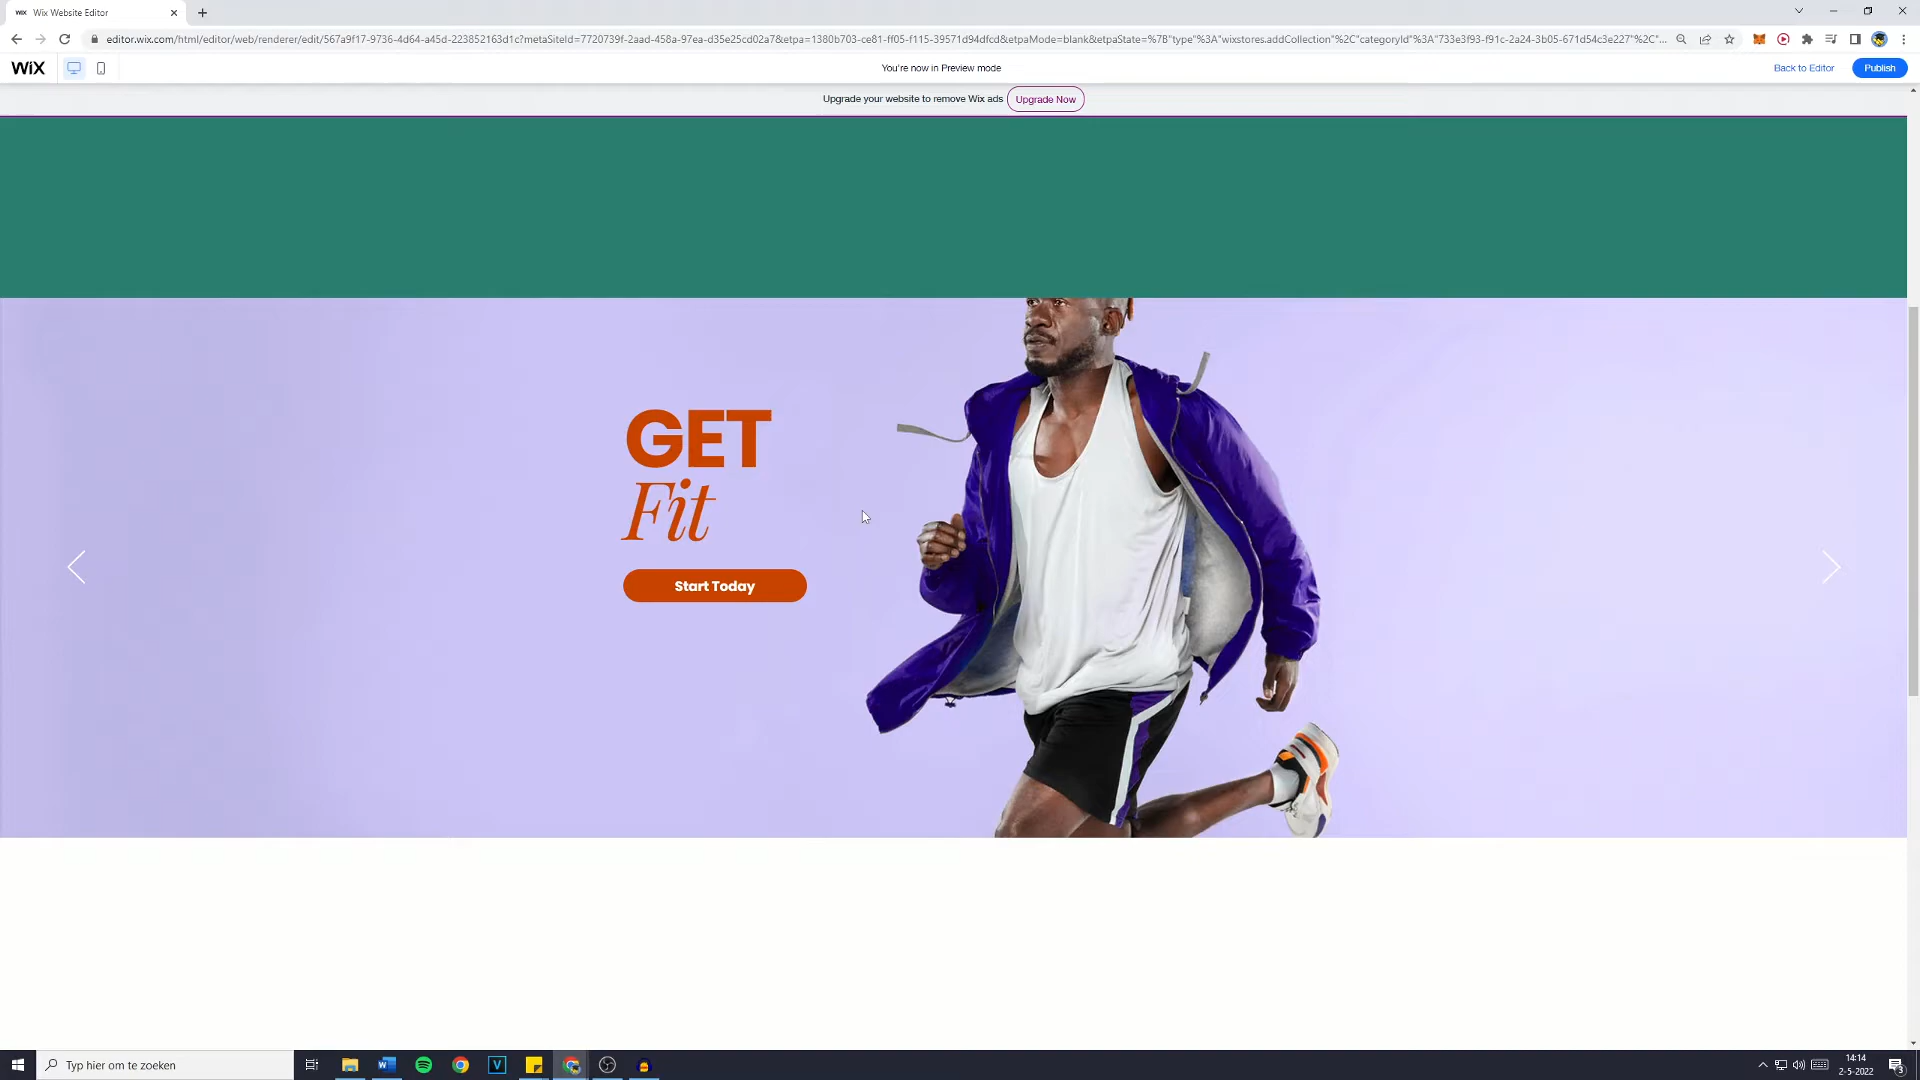 WiX Wix Website Editor
editor.wix.com/html/editor/web/renderer/edit/567a9f17-9736-4d64-a45d-223852163d1c?metaSiteId=7720739f-2aad-458a-97ea-d35e25cd02a7&etpa=1380b703-ce81-ff05-f115-39571d94dfcd&etpaMode=blank&etpaState=%7B"type"%3A"wixstores.addCollection"%2C"categoryId"%3A"733e3f93-f91c-2a24-3b05-671d54c3e227"%2C"...
WiX You're now in Preview mode Back to Editor Publish
Upgrade your website to remove Wix ads Upgrade Now
GET
Fit
Start Today
Typ hier om te zoeken
14:14
2-5-2022
3